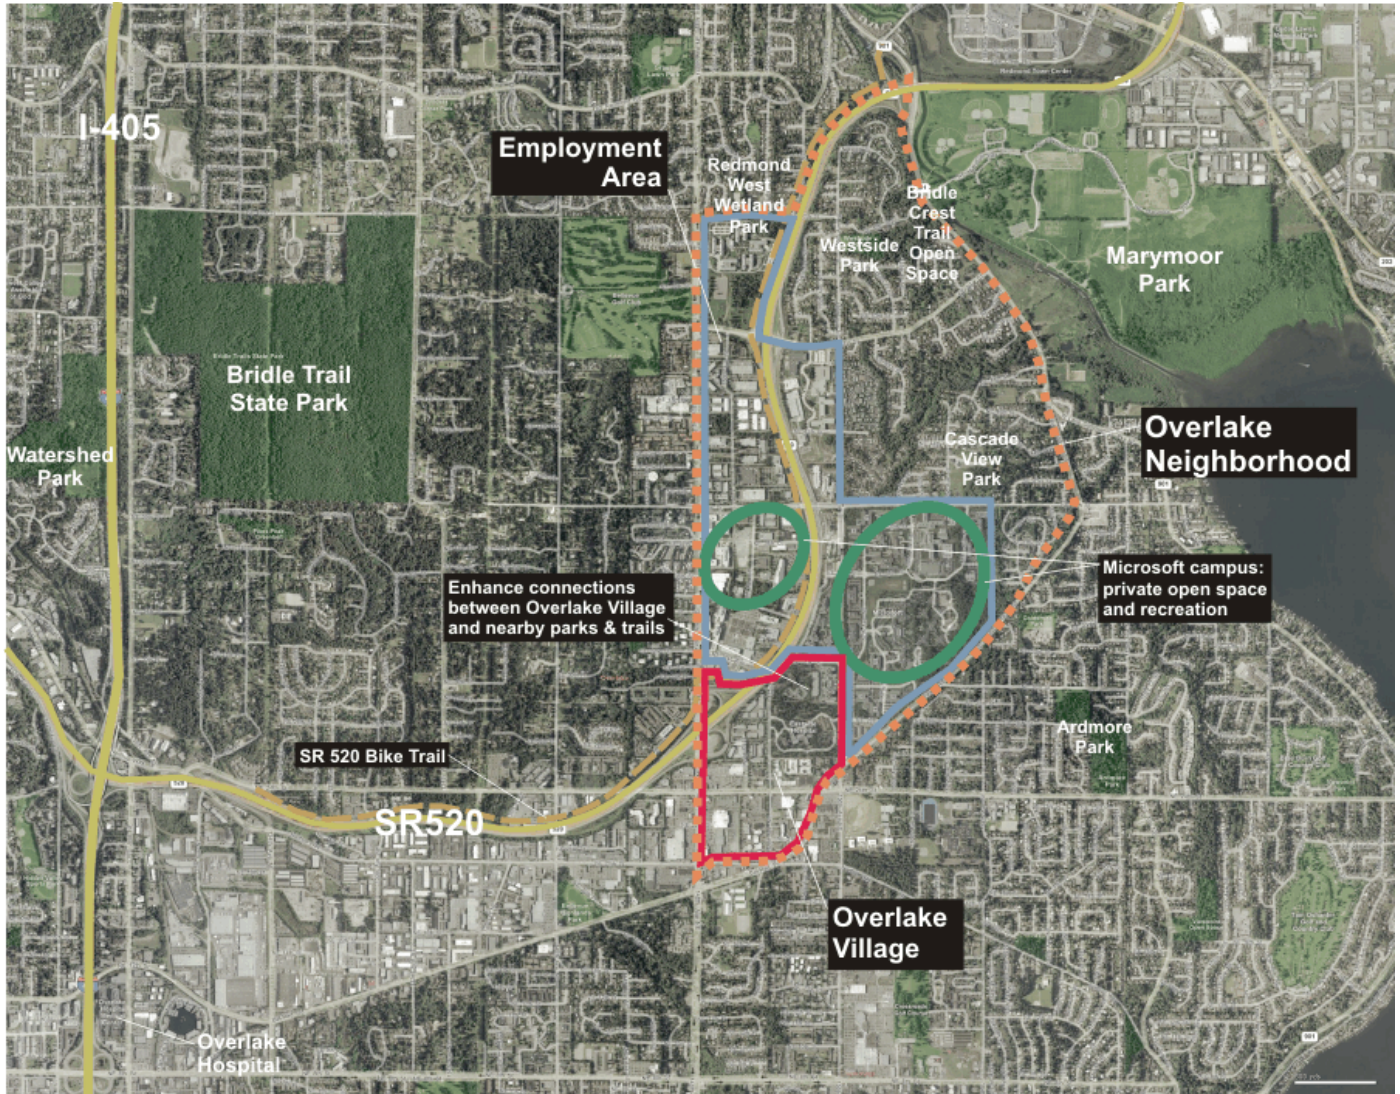 I-405
Employment
Area
Redmond
West
Wetland
Park
Bridle
Crest
Trail
Open
Space
Westside
Park
Marymoor
Park
Bridle Trail
State Park
Watershed
Park
Overlake
Neighborhood
Cascade
View
Park
Enhance connections
between Overlake Village
and nearby parks & trails
Microsoft campus:
private open space
and recreation
Ardmore
Park
SR 520 Bike Trail
SR520
Overlake
Village
Overlake
Hospital